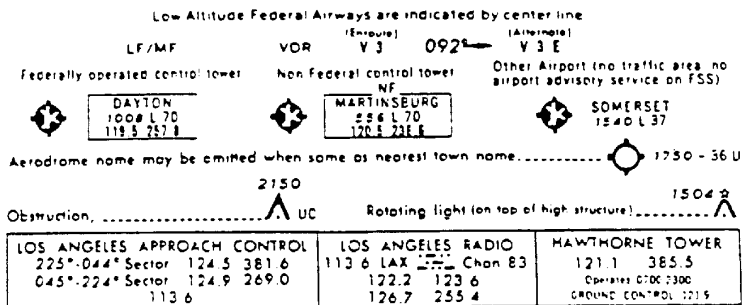 Low Altitude Federal Airways are indicated by center line
(Enroute) (Alternate)
LF/MF VOR V 3 092° V 3 E
Federally operated control tower Non Federal control tower Other Airport (no traffic area no
airport advisory service on FSS)
NF
DAYTON MARTINSBURG SOMERSET
1008 L 70 556 L 70 1540 L 37
119.5 257.8 120.5
Aerodrome name may be omitted when same as nearest town name. 1750 - 36 U
2150 1504
Obstruction, UC Rotating light (on top of high structure)
LOS ANGELES APPROACH CONTROL LOS ANGELES RADIO HAWTHORNE TOWER
225°-044° Sector 124.5 381.6 113 6 LAX Chan 83 121.1 385.5
045°-224° Sector 124.9 269.0 122.2 123 6 Operates 0700 2300
113 6 126.7 255 4 GROUND CONTROL 121.9